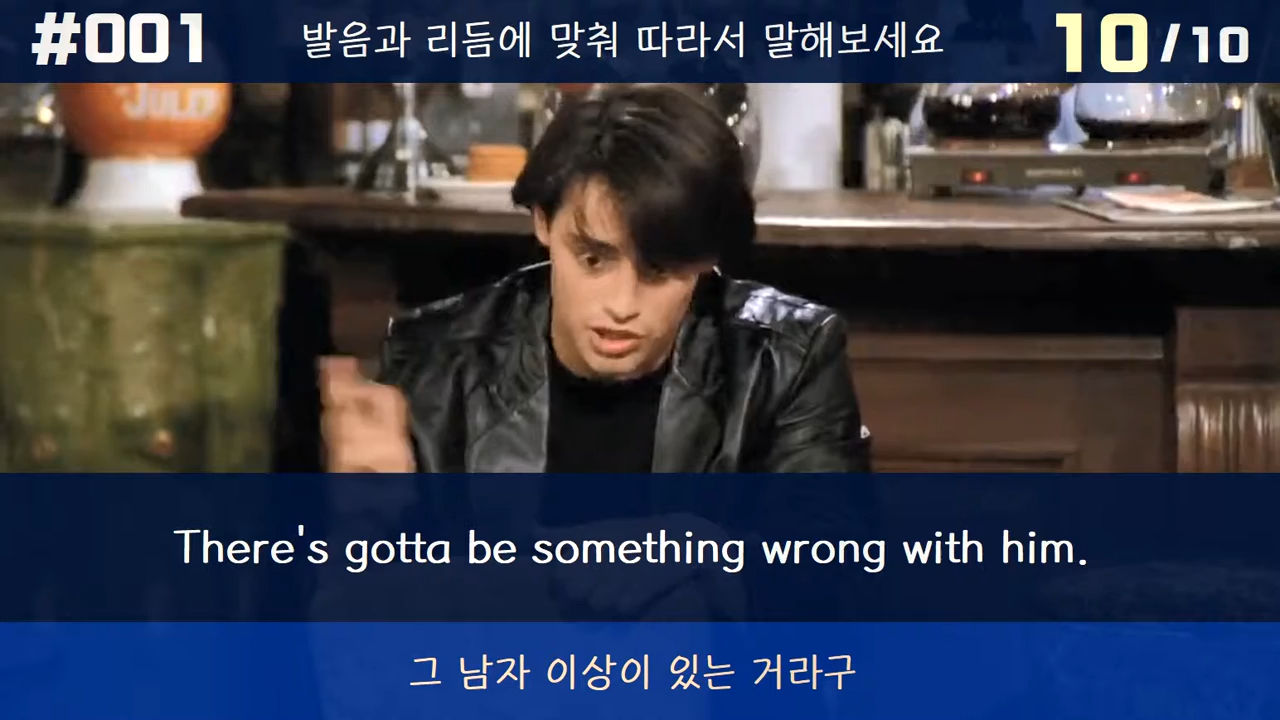 #001
발음과 리듬에 맞춰 따라서 말해보세요
10/10
There's gotta be something wrong with him.
그 남자 이상이 있는 거라구